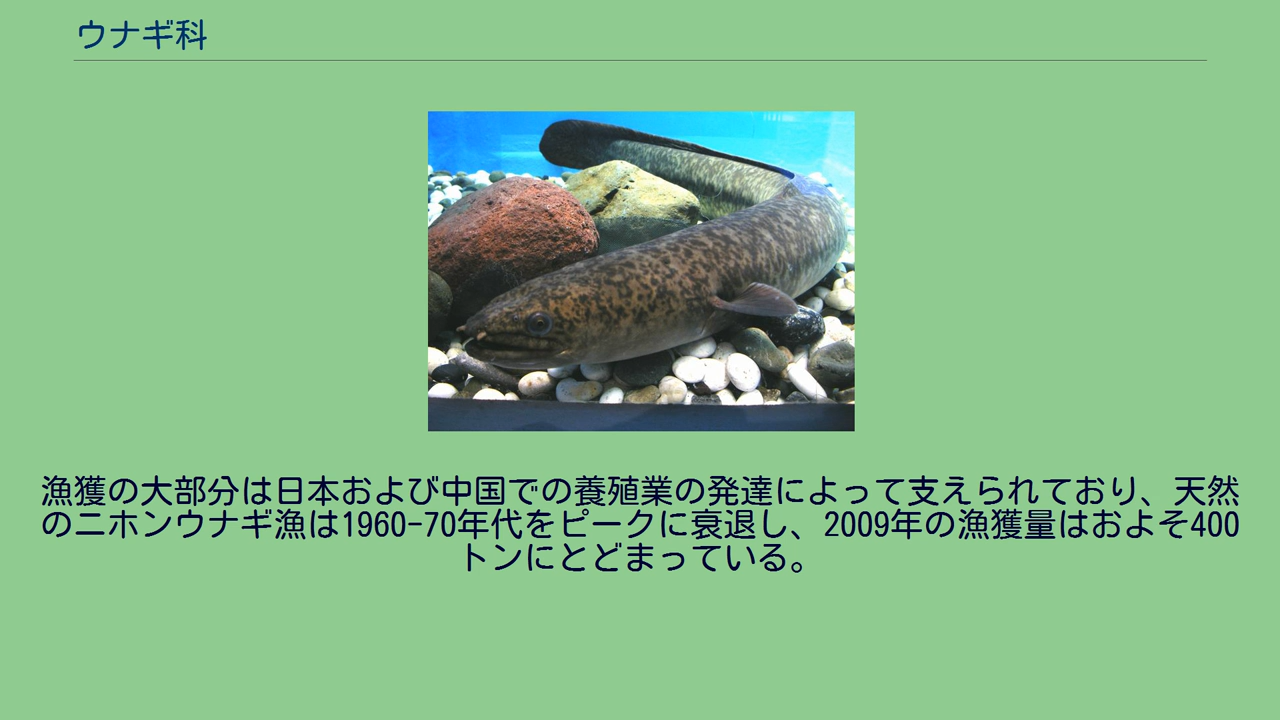 ウナギ科
漁獲の大部分は日本および中国での養殖業の発達によって支えられており、天然
のニホンウナギ漁は1960-70年代をピークに衰退し、2009年の漁獲量はおよそ400
トンにとどまっている。